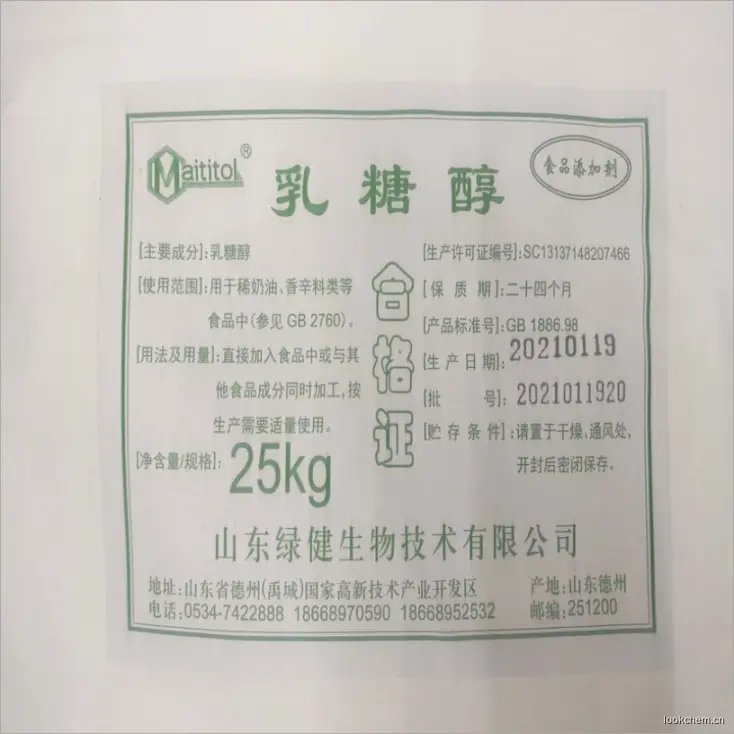 Maititol®
乳糖醇
食品添加剂
[主要成分]:乳糖醇
[使用范围]:用于稀奶油、香辛料类等
食品中(参见 GB 2760)。
[用法及用量]:直接加入食品中或与其
他食品成分同时加工,按
生产需要适量使用。
[净含量/规格]:25kg
合格证
[生产许可证编号]:SC13137148207466
[保质期]:二十四个月
[产品标准号]:GB 1886.98
[生产日期]:20210119
[批号]:2021011920
[贮存条件]:请置于干燥、通风处,
开封后密闭保存。
山东绿健生物技术有限公司
地址:山东省德州(禹城)国家高新技术产业开发区
产地:山东德州
电话:0534-7422888 18668970590 18668952532
邮编:251200
lookchem.cn